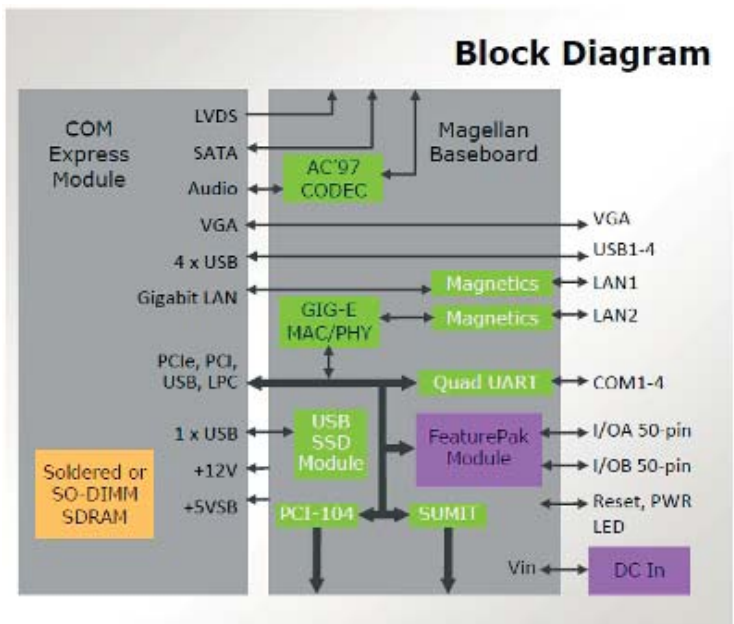 Block Diagram
COM
Express
Module
LVDS
SATA
Audio
VGA
4 x USB
Gigabit LAN
PCIe, PCI,
USB, LPC
1 x USB
+12V
+5VSB
Soldered or
SO-DIMM
SDRAM
Magellan
Baseboard
AC'97
CODEC
Magnetics
GIG-E
MAC/PHY
Magnetics
Quad UART
USB
SSD
Module
FeaturePak
Module
PCI-104
SUMIT
Vin
VGA
USB1-4
LAN1
LAN2
COM1-4
I/OA 50-pin
I/OB 50-pin
Reset, PWR
LED
DC In